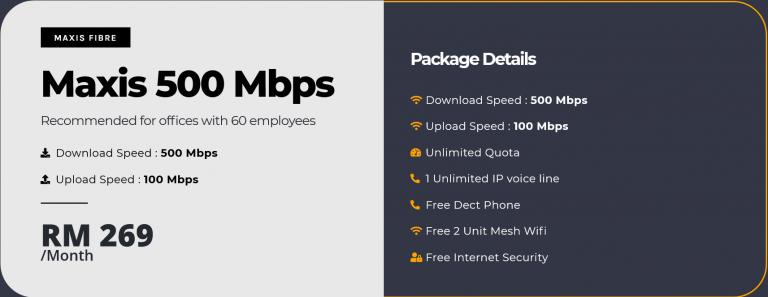 MAXIS FIBRE
Maxis 500 Mbps
Recommended for offices with 60 employees
Download Speed : 500 Mbps
Upload Speed : 100 Mbps
RM 269
/Month
Package Details
Download Speed : 500 Mbps
Upload Speed : 100 Mbps
Unlimited Quota
1 Unlimited IP voice line
Free Dect Phone
Free 2 Unit Mesh Wifi
Free Internet Security